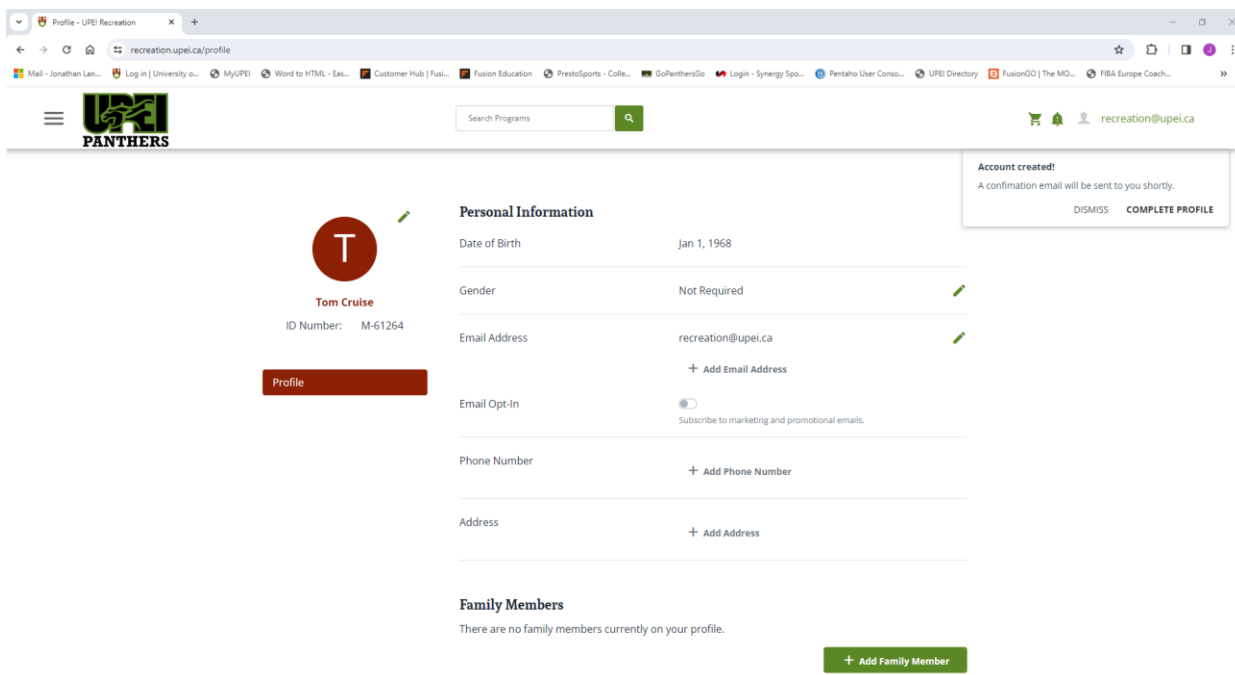 Profile - UPEI Recreation
recreation.upei.ca/profile
Mail - Jonathan Lan... Log in | University o... MyUPEI Word to HTML - Eas... Customer Hub | Fusi... Fusion Education PrestoSports - Colle... GoPanthersGo Login - Synergy Spo... Pentaho User Conso... UPEI Directory FusionGO | The MO... FIBA Europe Coach...
UPEI
PANTHERS
Search Programs
recreation@upei.ca
Account created!
A confimation email will be sent to you shortly.
DISMISS COMPLETE PROFILE
T
Tom Cruise
ID Number: M-61264
Profile
Personal Information
Date of Birth Jan 1, 1968
Gender Not Required
Email Address recreation@upei.ca
+ Add Email Address
Email Opt-In
Subscribe to marketing and promotional emails.
Phone Number + Add Phone Number
Address + Add Address
Family Members
There are no family members currently on your profile.
+ Add Family Member